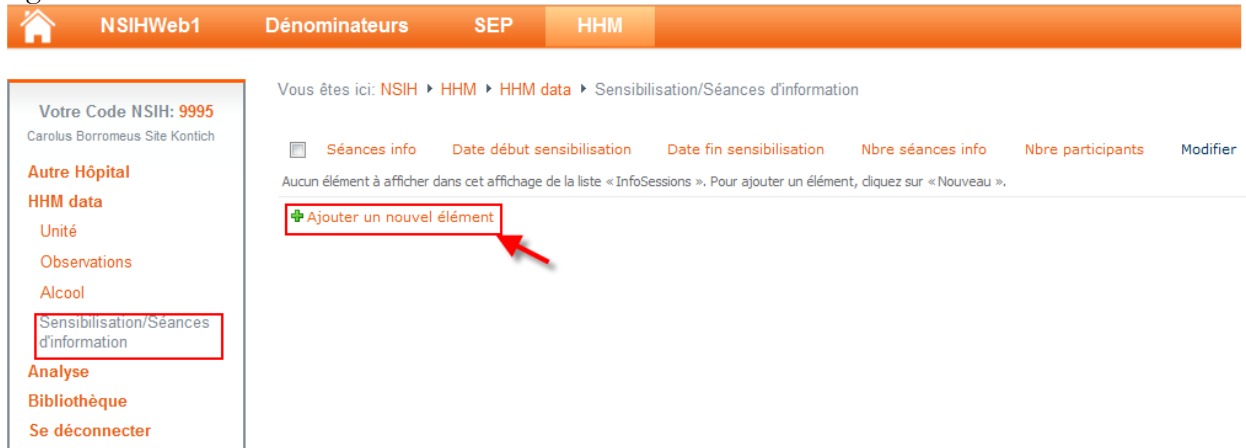 NSIHWeb1 Dénominateurs SEP HHM
Vous êtes ici: NSIH HHM HHM data Sensibilisation/Séances d'information
Votre Code NSIH: 9995
Carolus Borromeus Site Kontich
Autre Hôpital
HHM data
Unité
Observations
Alcool
Sensibilisation/Séances
d'information
Analyse
Bibliothèque
Se déconnecter
Séances info Date début sensibilisation Date fin sensibilisation Nbre séances info Nbre participants Modifier
Aucun élément à afficher dans cet affichage de la liste « InfoSessions ». Pour ajouter un élément, cliquez sur « Nouveau ».
Ajouter un nouvel élément